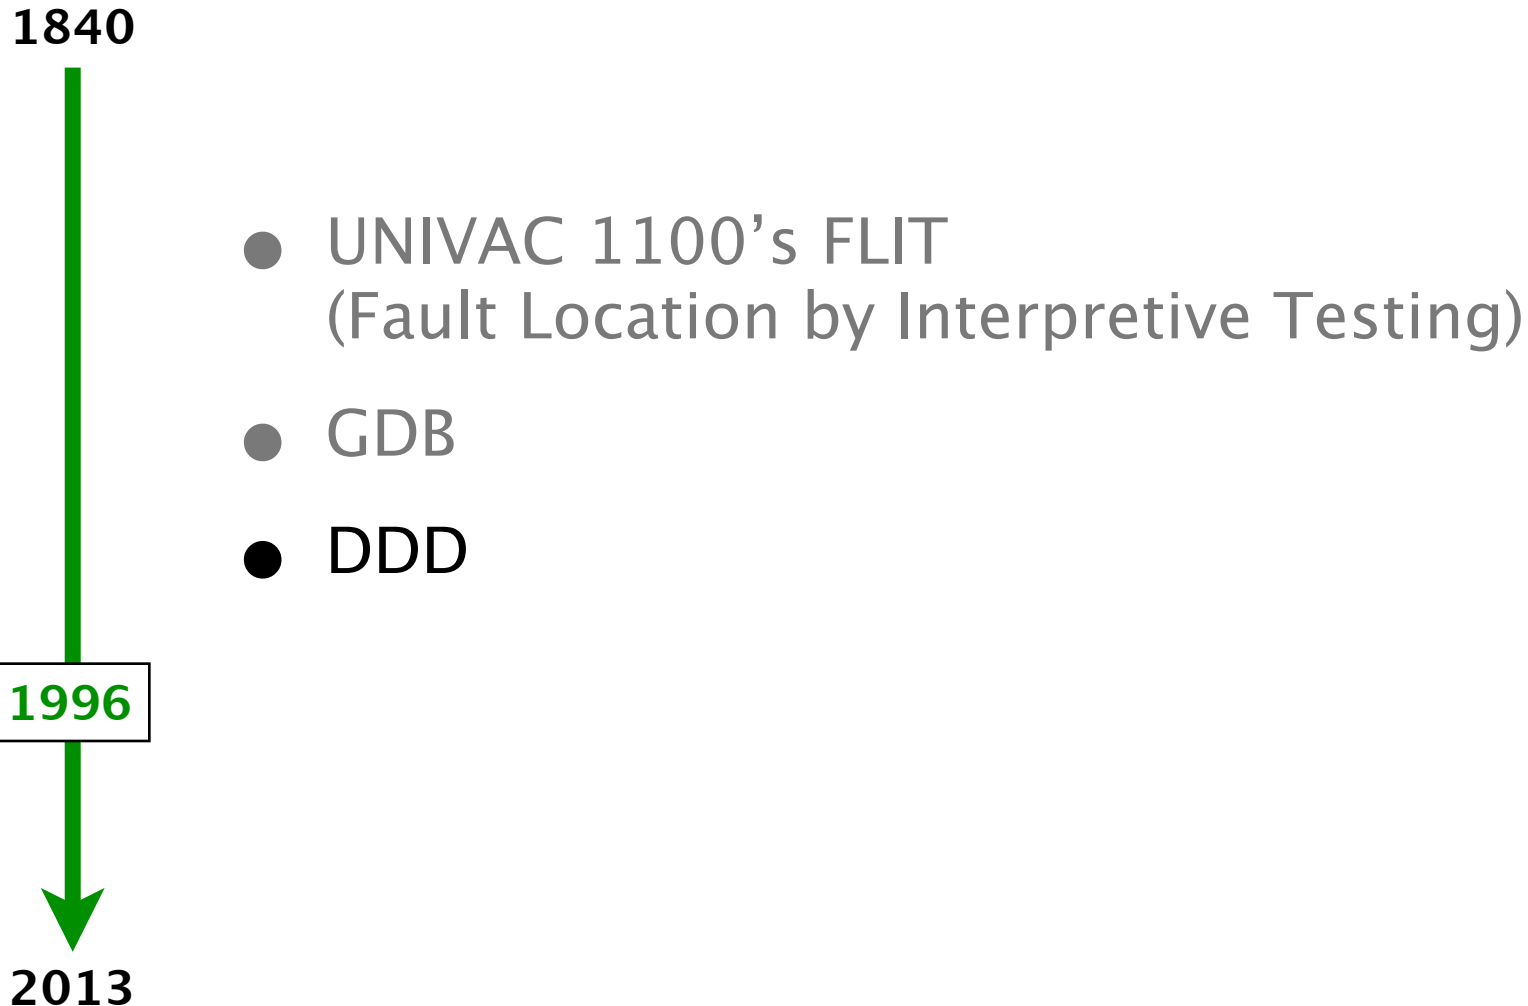 1840
● UNIVAC 1100’s FLIT
(Fault Location by Interpretive Testing)
● GDB
● DDD
1996
2013